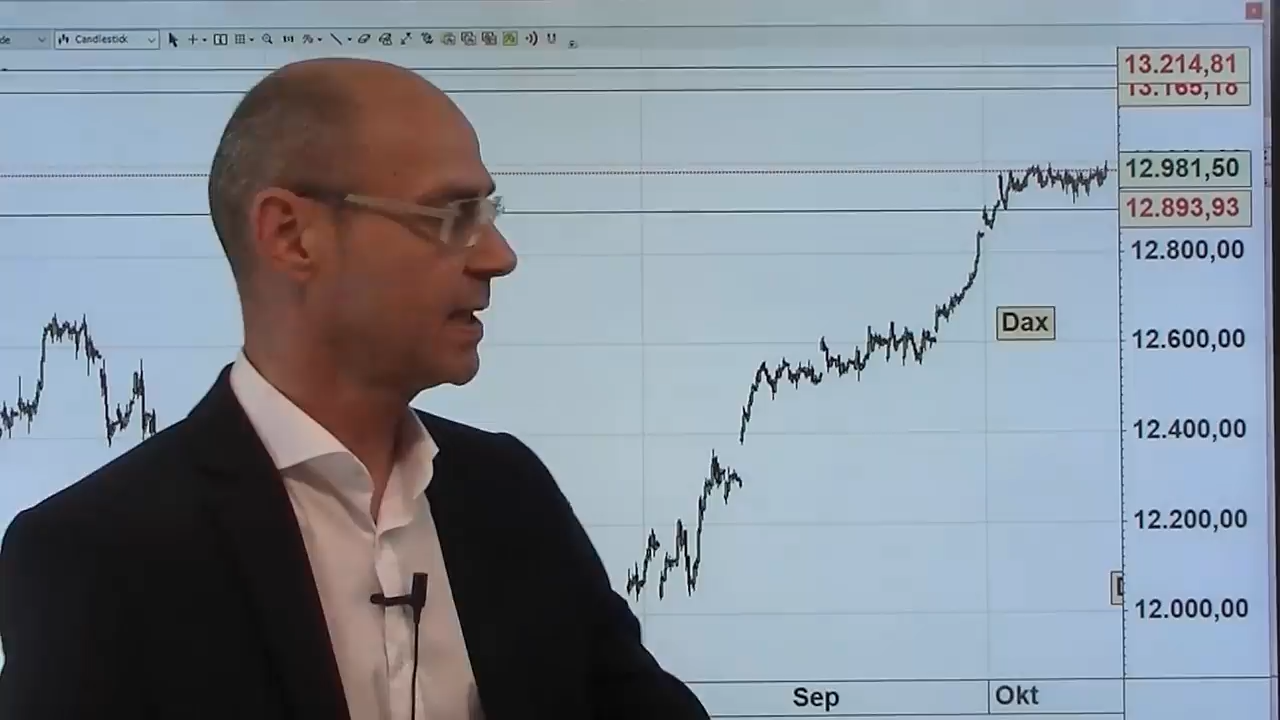 de
Candlestick
13.214,81
13.165,18
12.981,50
12.893,93
12.800,00
Dax
12.600,00
12.400,00
12.200,00
12.000,00
Sep
Okt